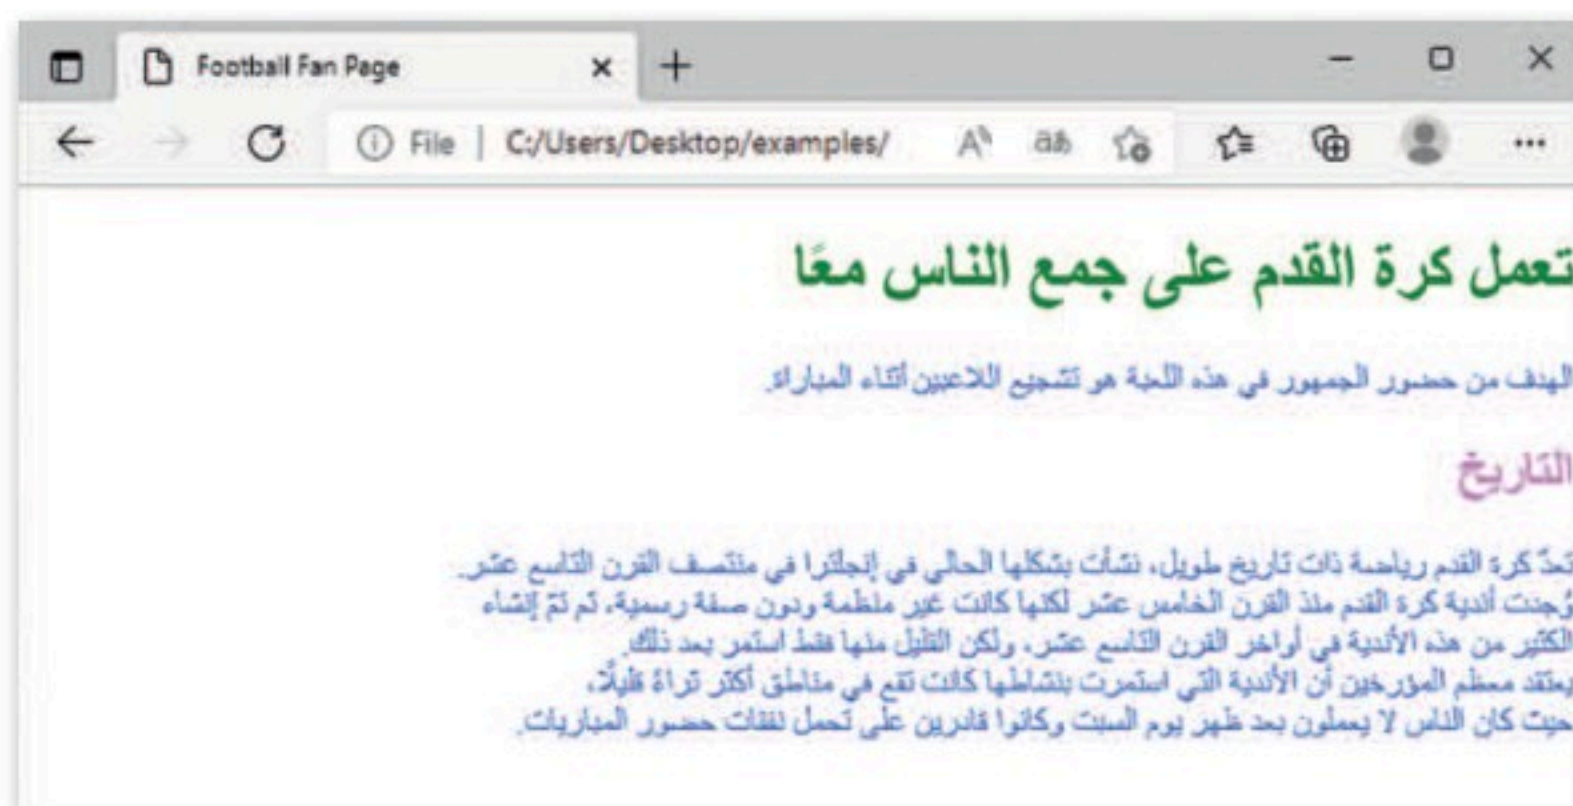 Football Fan Page
File | C:/Users/Desktop/examples/
تعمل كرة القدم على جمع الناس معًا
الهدف من حضور الجمهور في هذه اللعبة هو تشجيع اللاعبين أثناء المباراة.
التاريخ
تعدّ كرة القدم رياضة ذات تاريخ طويل، نشأت بشكلها الحالي في إنجلترا في منتصف القرن التاسع عشر.
وُجدت أندية كرة القدم منذ القرن الخامس عشر لكنها كانت غير منظمة ودون صفة رسمية، ثم تمّ إنشاء
الكثير من هذه الأندية في أواخر القرن التاسع عشر، ولكن القليل منها فقط استمر بعد ذلك.
يعتقد معظم المؤرخين أن الأندية التي استمرت بنشاطها كانت تقع في مناطق أكثر ثراءً قليلًا،
حيث كان الناس لا يعملون بعد ظهر يوم السبت وكانوا قادرين على تحمل نفقات حضور المباريات.